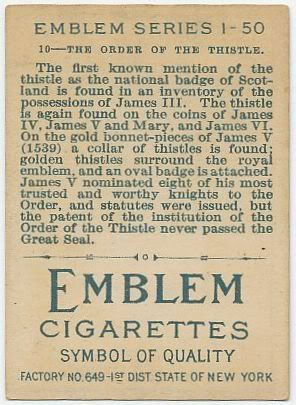 EMBLEM SERIES 1-50
10—THE ORDER OF THE THISTLE.
The first known mention of the
thistle as the national badge of Scot-
land is found in an inventory of the
possessions of James III. The thistle
is again found on the coins of James
IV, James V and Mary, and James VI.
On the gold bonnet-pieces of James V
(1539) a collar of thistles is found;
golden thistles surround the royal
emblem, and an oval badge is attached.
James V nominated eight of his most
trusted and worthy knights to the
Order, and statutes were issued, but
the patent of the institution of the
Order of the Thistle never passed the
Great Seal.
EMBLEM
CIGARETTES
SYMBOL OF QUALITY
FACTORY NO. 649-1ST DIST STATE OF NEW YORK